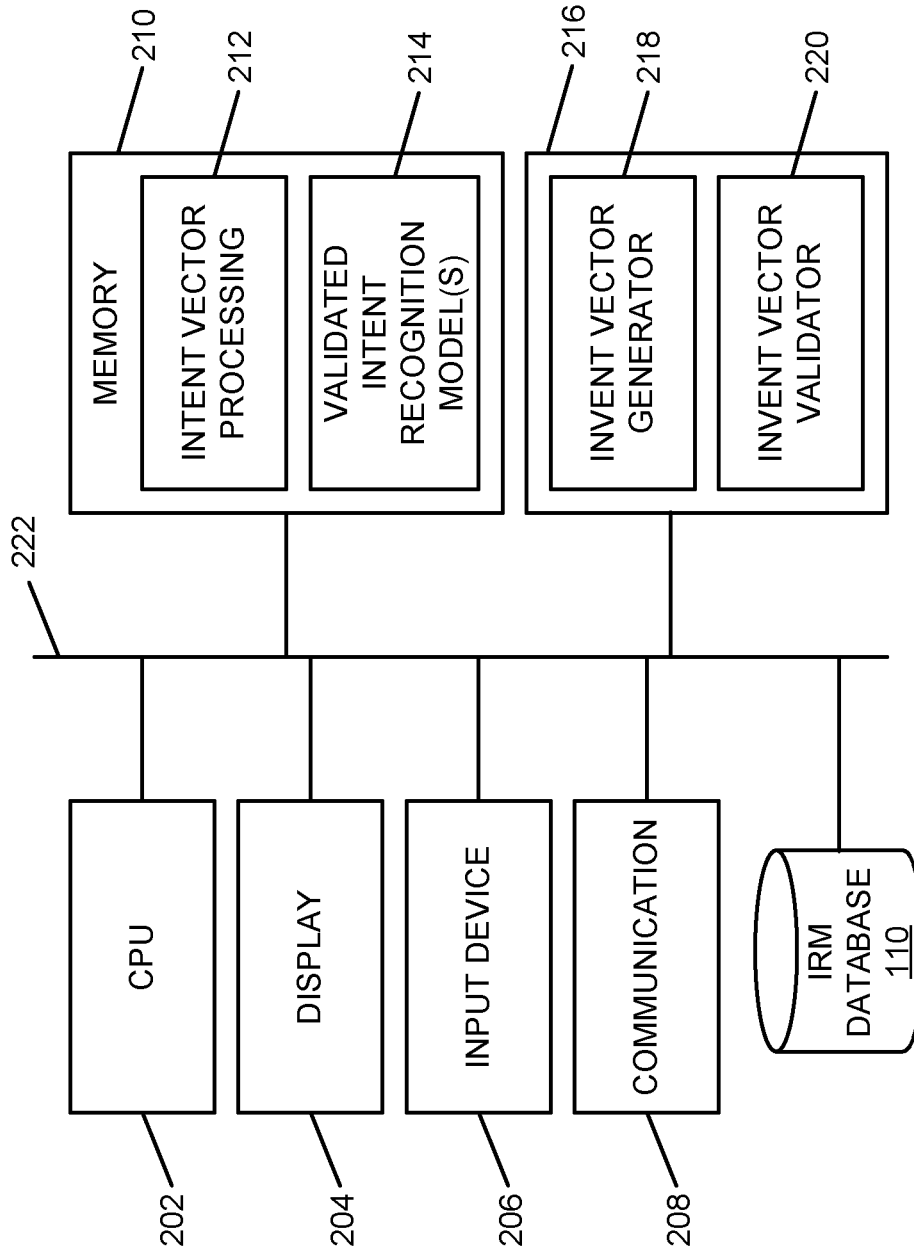 222
210
MEMORY
212
INTENT VECTOR
PROCESSING
214
VALIDATED
INTENT
RECOGNITION
MODEL(S)
216
218
INVENT VECTOR
GENERATOR
220
INVENT VECTOR
VALIDATOR
CPU
202
DISPLAY
204
INPUT DEVICE
206
COMMUNICATION
208
IRM
DATABASE
110